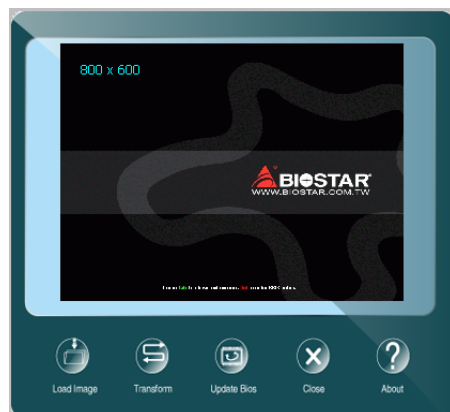 800 x 600
BIOSTAR
WWW.BIOSTAR.COM.TW
Load Image
Transform
Update Bios
Close
About